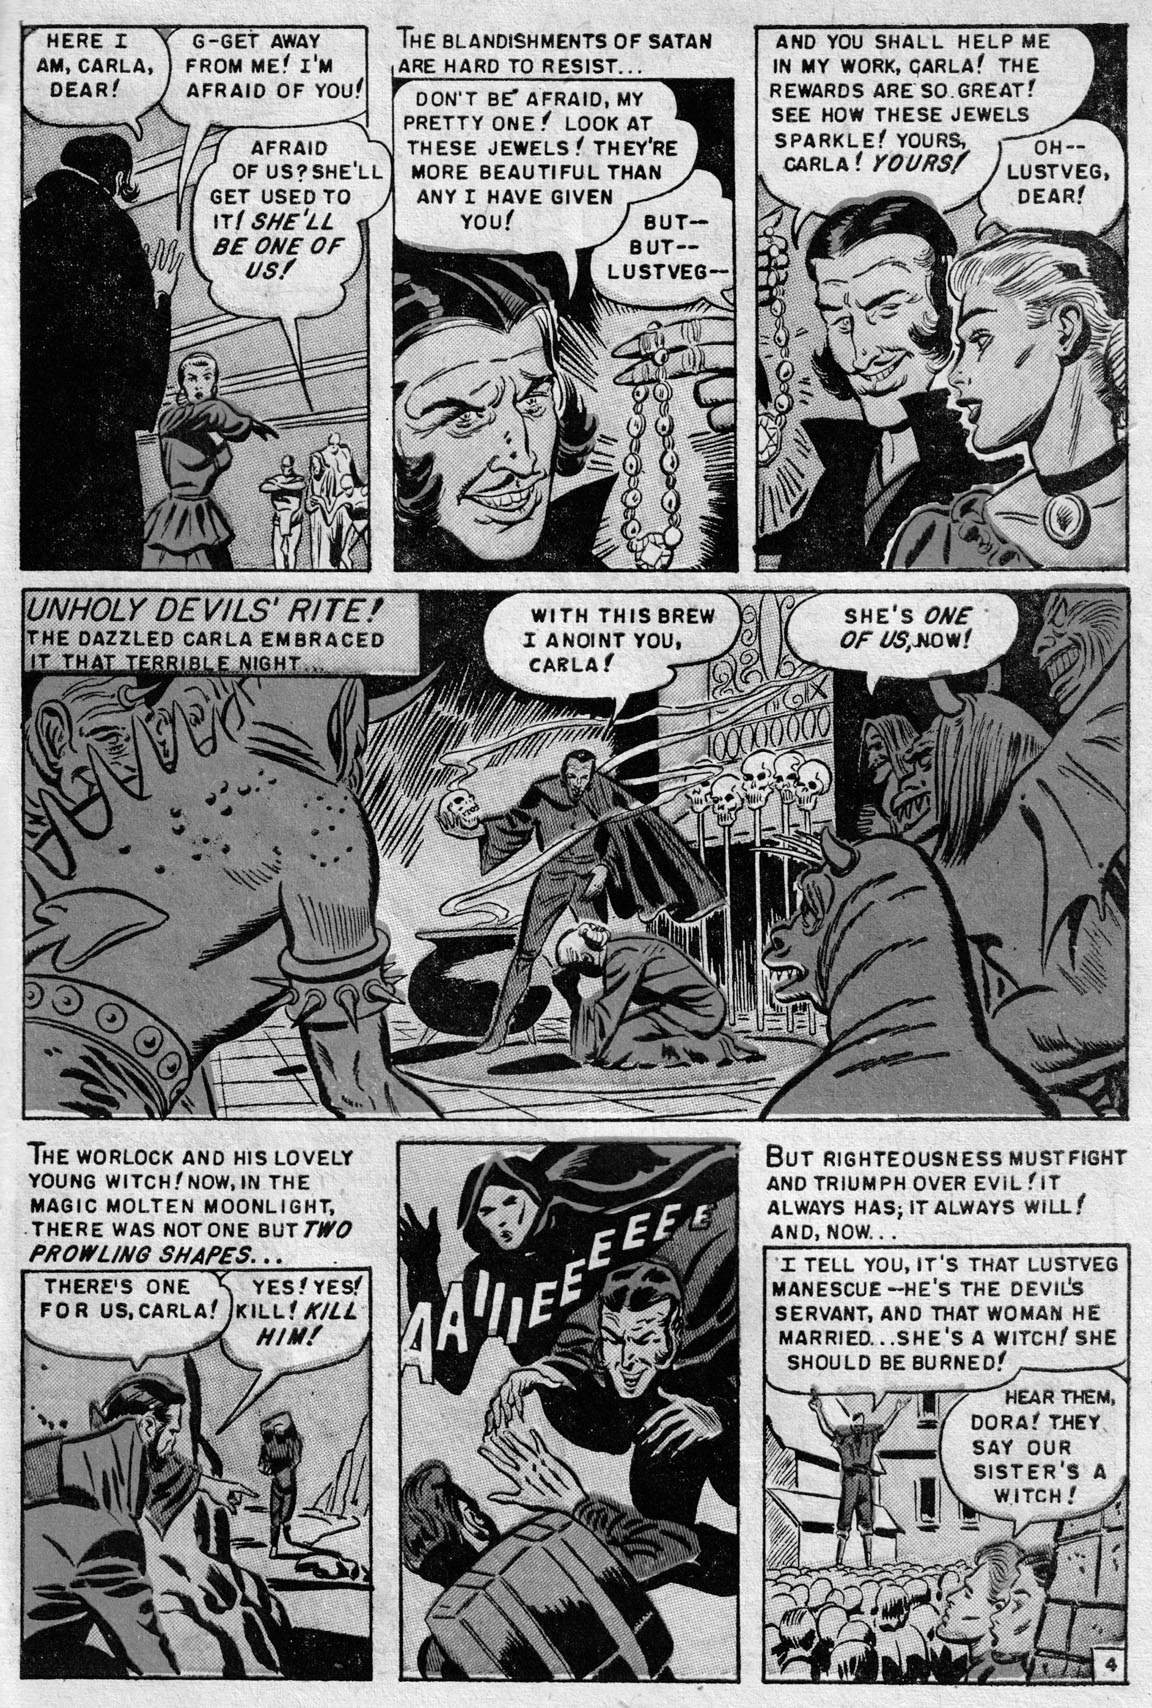 HERE I
AM, CARLA,
DEAR!
G-GET AWAY
FROM ME! I'M
AFRAID OF YOU!
AFRAID
OF US? SHE'LL
GET USED TO
IT! SHE'LL
BE ONE OF
US!
THE BLANDISHMENTS OF SATAN
ARE HARD TO RESIST...
DON'T BE AFRAID, MY
PRETTY ONE! LOOK AT
THESE JEWELS! THEY'RE
MORE BEAUTIFUL THAN
ANY I HAVE GIVEN
YOU!
BUT--
BUT--
LUSTVEG--
AND YOU SHALL HELP ME
IN MY WORK, CARLA! THE
REWARDS ARE SO GREAT!
SEE HOW THESE JEWELS
SPARKLE! YOURS,
CARLA! YOURS!
OH--
LUSTVEG,
DEAR!
UNHOLY DEVILS' RITE!
THE DAZZLED CARLA EMBRACED
IT THAT TERRIBLE NIGHT...
WITH THIS BREW
I ANOINT YOU,
CARLA!
SHE'S ONE
OF US, NOW!
THE WORLOCK AND HIS LOVELY
YOUNG WITCH! NOW, IN THE
MAGIC MOLTEN MOONLIGHT,
THERE WAS NOT ONE BUT TWO
PROWLING SHAPES...
THERE'S ONE
FOR US, CARLA!
YES! YES!
KILL! KILL
HIM!
AAIIIEEEEEEE
BUT RIGHTEOUSNESS MUST FIGHT
AND TRIUMPH OVER EVIL! IT
ALWAYS HAS; IT ALWAYS WILL!
AND, NOW...
I TELL YOU, IT'S THAT LUSTVEG
MANESCUE--HE'S THE DEVIL'S
SERVANT, AND THAT WOMAN HE
MARRIED...SHE'S A WITCH! SHE
SHOULD BE BURNED!
HEAR THEM,
DORA! THEY
SAY OUR
SISTER'S A
WITCH!
4